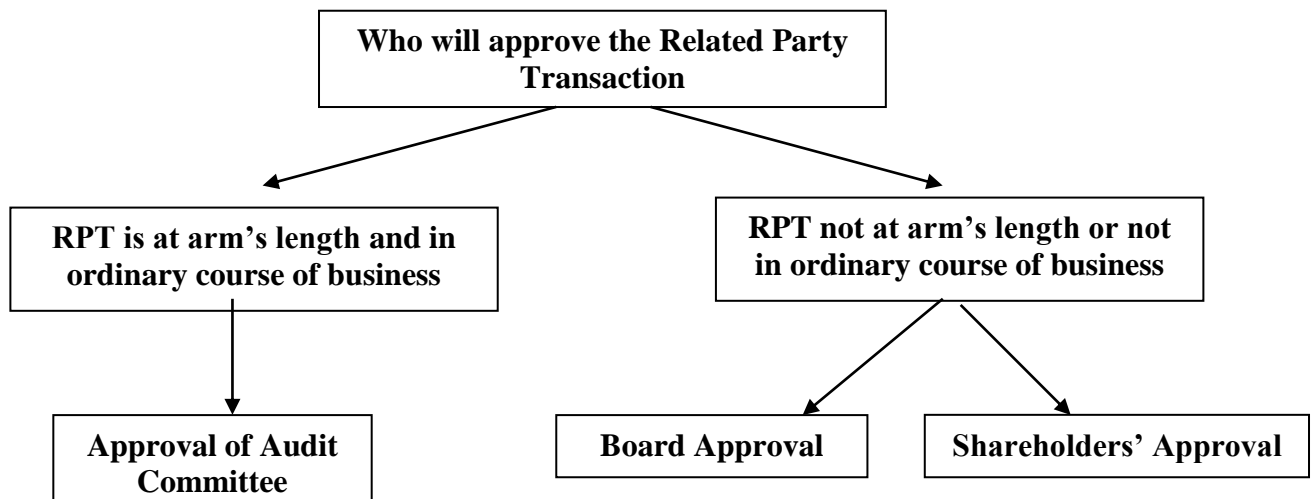 Who will approve the Related Party
Transaction
RPT is at arm’s length and in
ordinary course of business
RPT not at arm’s length or not
in ordinary course of business
Approval of Audit
Committee
Board Approval
Shareholders’ Approval